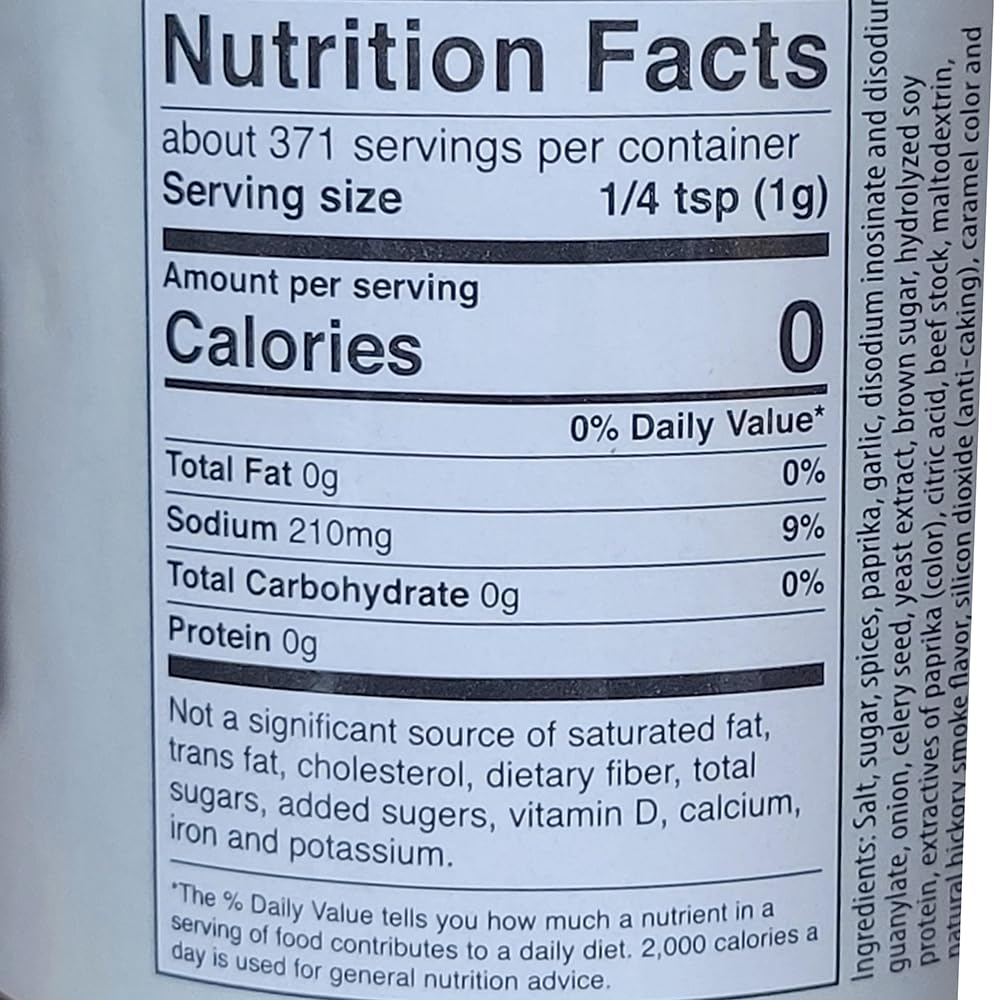 Nutrition Facts
about 371 servings per container
Serving size 1/4 tsp (1g)
Amount per serving
Calories 0
0% Daily Value*
Total Fat 0g 0%
Sodium 210mg 9%
Total Carbohydrate 0g 0%
Protein 0g
Not a significant source of saturated fat,
trans fat, cholesterol, dietary fiber, total
sugars, added sugers, vitamin D, calcium,
iron and potassium.
*The % Daily Value tells you how much a nutrient in a
serving of food contributes to a daily diet. 2,000 calories a
day is used for general nutrition advice.
Ingredients: Salt, sugar, spices, paprika, garlic, disodium inosinate and disodium
guanylate, onion, celery seed, yeast extract, brown sugar, hydrolyzed soy
protein, extractives of paprika (color), citric acid, beef stock, maltodextrin,
natural hickory smoke flavor, silicon dioxide (anti-caking), caramel color and